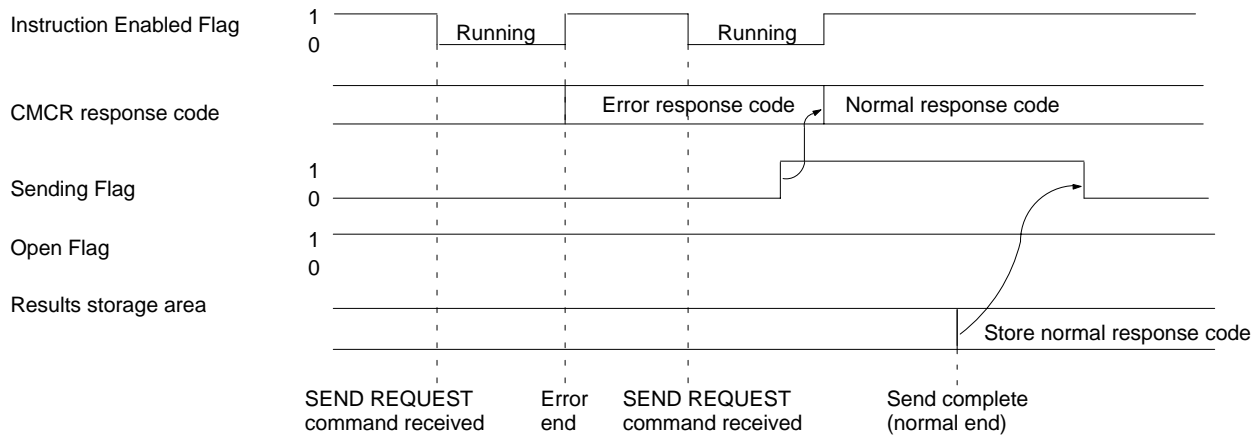 Instruction Enabled Flag
1
0
Running
Running
CMCR response code
Error response code
Normal response code
Sending Flag
1
0
Open Flag
1
0
Results storage area
Store normal response code
SEND REQUEST
command received
Error
end
SEND REQUEST
command received
Send complete
(normal end)